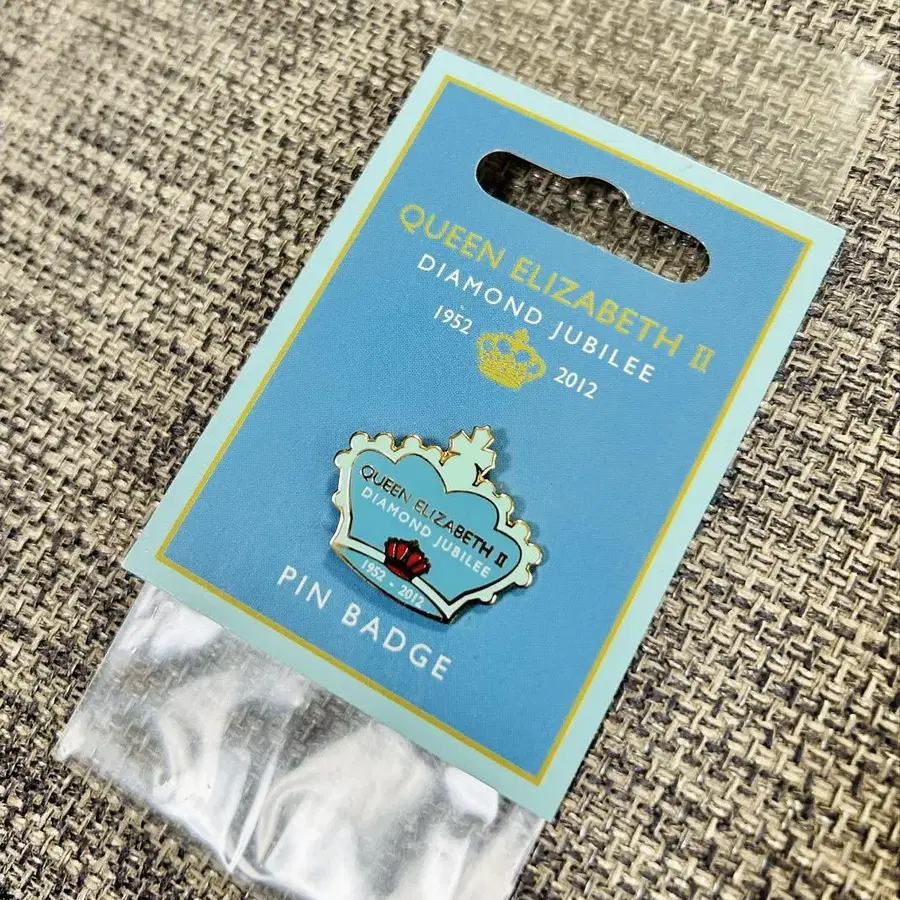 QUEEN ELIZABETH II
DIAMOND JUBILEE
1952 2012
QUEEN ELIZABETH II
DIAMOND JUBILEE
1952 • 2012
PIN BADGE